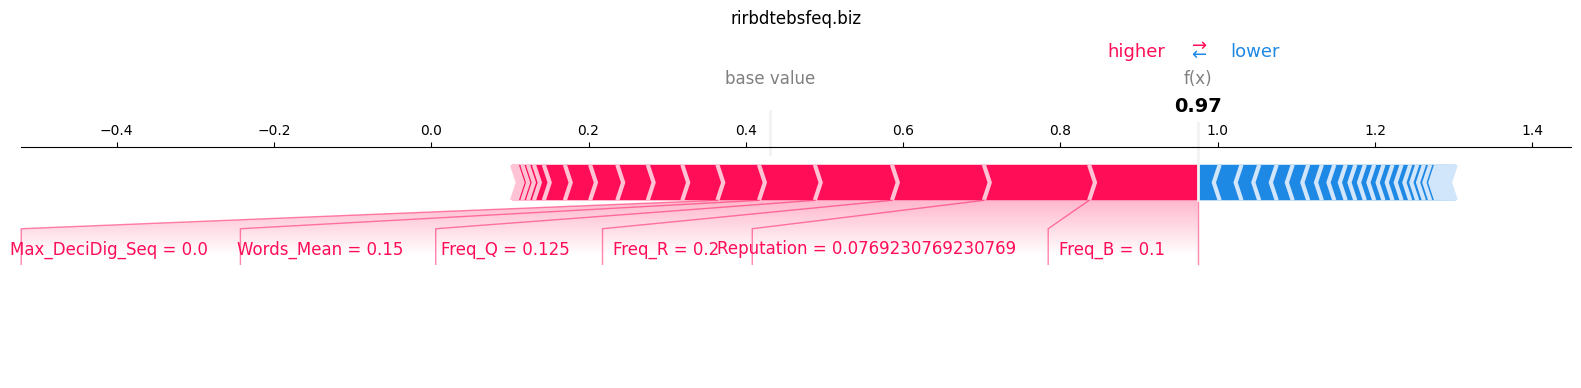 rirbdtebsfeq.biz
higher → ← lower
base value f(x)
0.97
−0.4 −0.2 0.0 0.2 0.4 0.6 0.8 1.0 1.2 1.4
Max_DeciDig_Seq = 0.0 Words_Mean = 0.15 Freq_Q = 0.125 Freq_R = 0.2 Reputation = 0.0769230769230769 Freq_B = 0.1